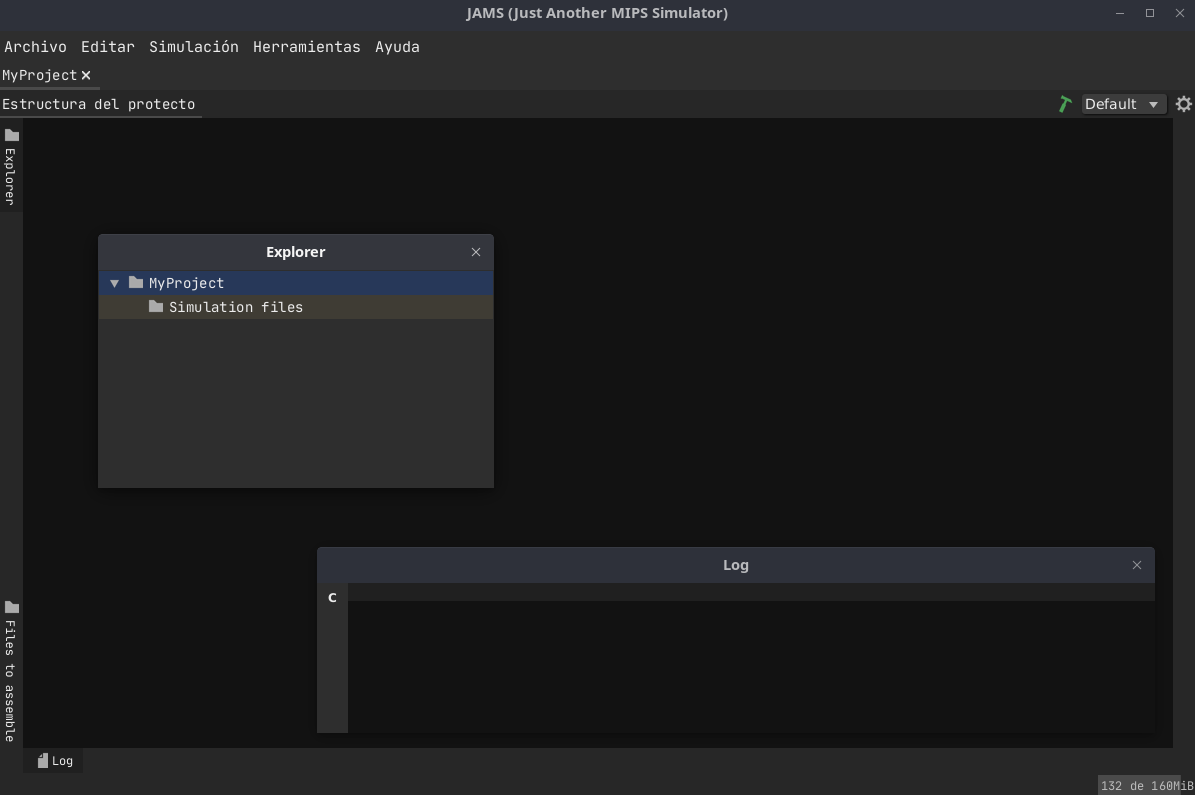 JAMS (Just Another MIPS Simulator)
Archivo Editar Simulación Herramientas Ayuda
MyProject
Estructura del protecto
Default
Explorer
Explorer
MyProject
Simulation files
Log
C
Files to assemble
Log
132 de 160MiB